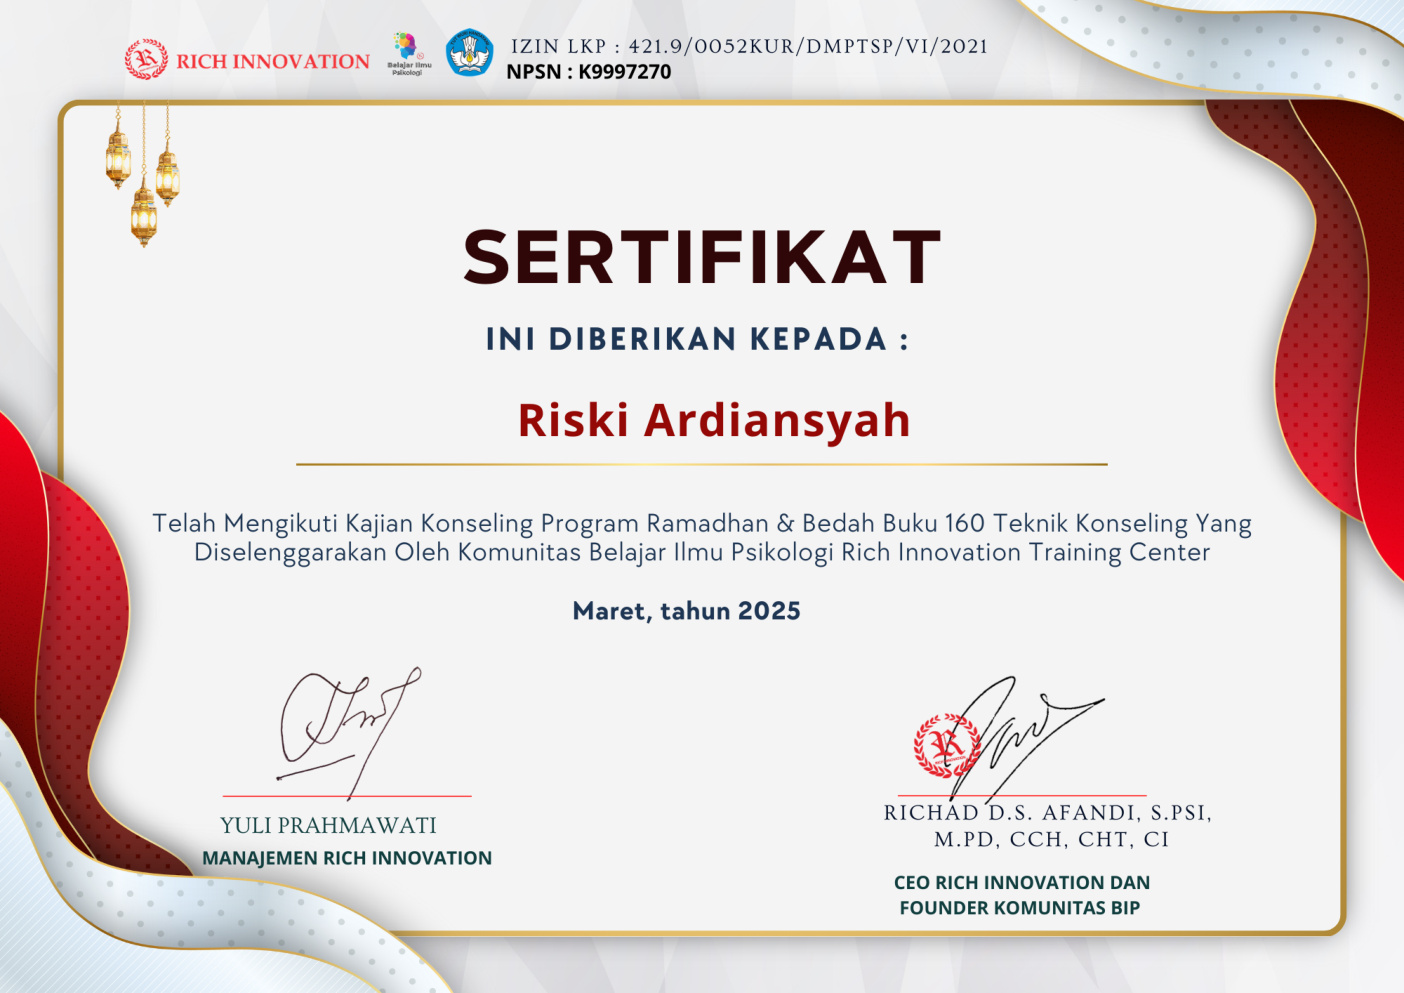 RICH INNOVATION
Belajar Ilmu
Psikologi
IZIN LKP : 421.9/0052KUR/DMPTSP/VI/2021
NPSN : K9997270
SERTIFIKAT
INI DIBERIKAN KEPADA :
Riski Ardiansyah
Telah Mengikuti Kajian Konseling Program Ramadhan & Bedah Buku 160 Teknik Konseling Yang
Diselenggarakan Oleh Komunitas Belajar Ilmu Psikologi Rich Innovation Training Center
Maret, tahun 2025
YULI PRAHMAWATI
MANAJEMEN RICH INNOVATION
RICHAD D.S. AFANDI, S.PSI,
M.PD, CCH, CHT, CI
CEO RICH INNOVATION DAN
FOUNDER KOMUNITAS BIP